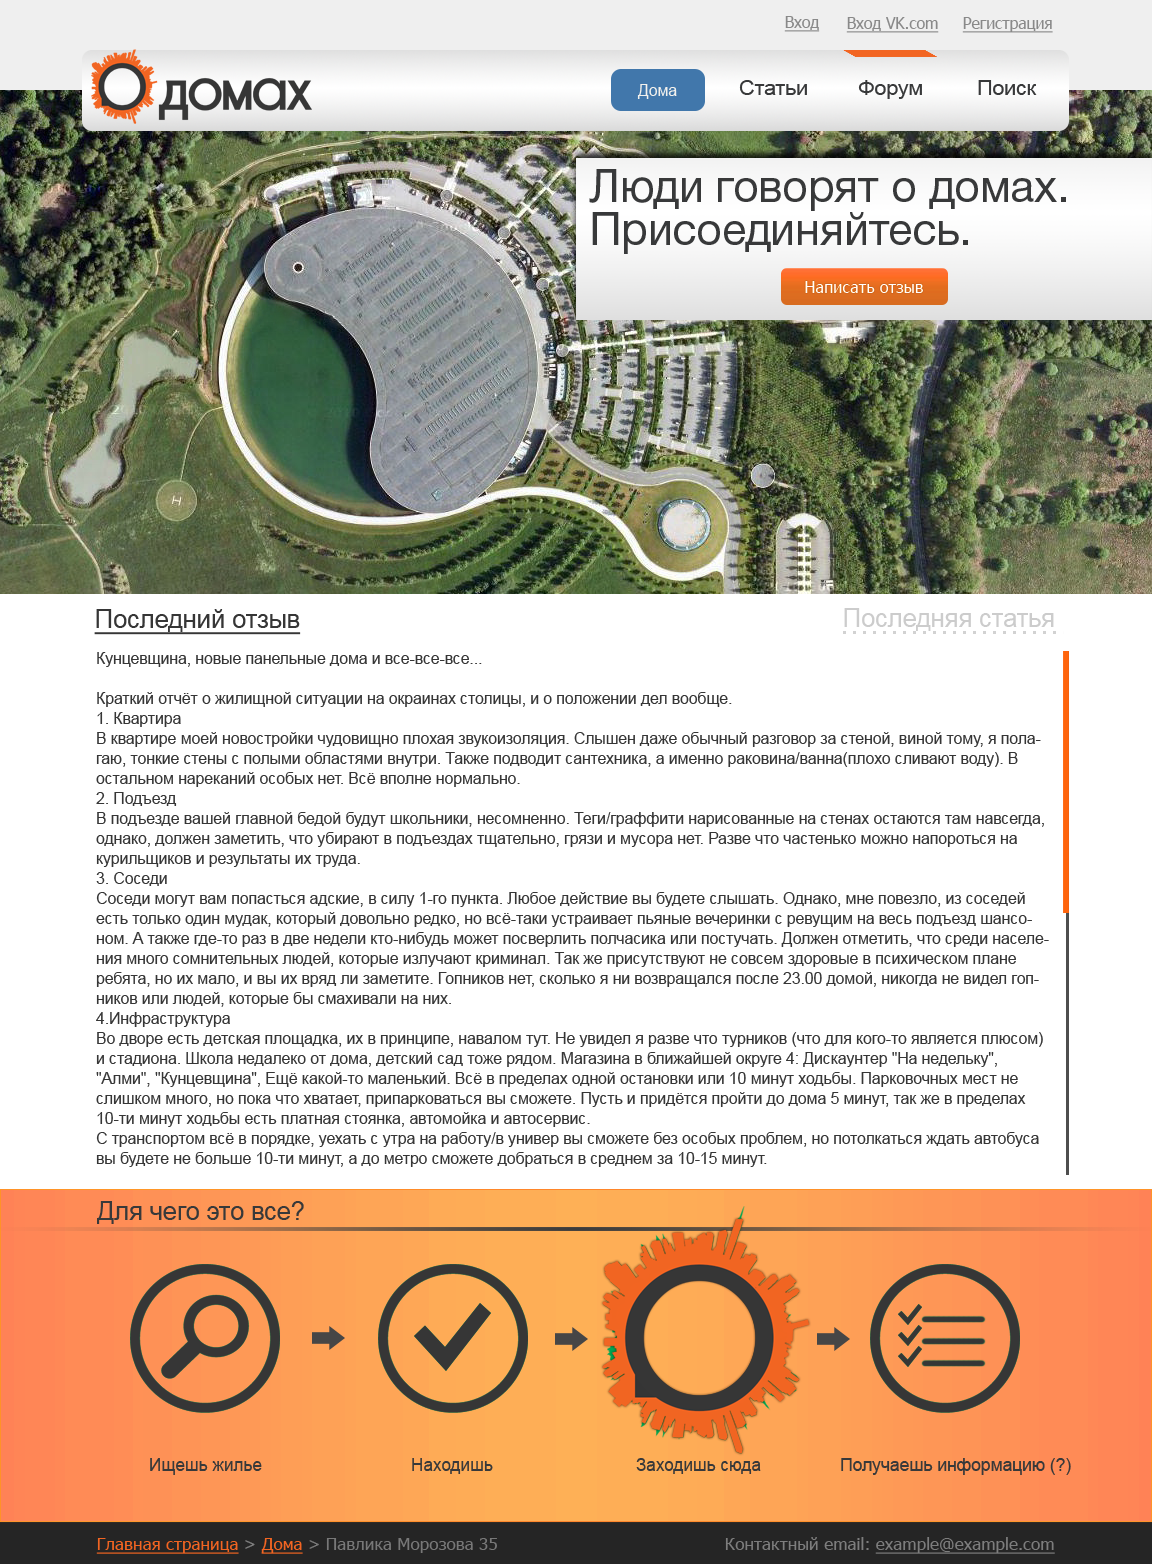 Вход Вход VK.com Регистрация
О домах
Дома Статьи Форум Поиск
Люди говорят о домах.
Присоединяйтесь.
Написать отзыв
H
Последний отзыв Последняя статья
Кунцевщина, новые панельные дома и все-все-все...
Краткий отчёт о жилищной ситуации на окраинах столицы, и о положении дел вообще.
1. Квартира
В квартире моей новостройки чудовищно плохая звукоизоляция. Слышен даже обычный разговор за стеной, виной тому, я пола-
гаю, тонкие стены с полыми областями внутри. Также подводит сантехника, а именно раковина/ванна(плохо сливают воду). В
остальном нареканий особых нет. Всё вполне нормально.
2. Подъезд
В подъезде вашей главной бедой будут школьники, несомненно. Теги/граффити нарисованные на стенах остаются там навсегда,
однако, должен заметить, что убирают в подъездах тщательно, грязи и мусора нет. Разве что частенько можно напороться на
курильщиков и результаты их труда.
3. Соседи
Соседи могут вам попасться адские, в силу 1-го пункта. Любое действие вы будете слышать. Однако, мне повезло, из соседей
есть только один мудак, который довольно редко, но всё-таки устраивает пьяные вечеринки с ревущим на весь подъезд шансо-
ном. А также где-то раз в две недели кто-нибудь может посверлить полчасика или постучать. Должен отметить, что среди населе-
ния много сомнительных людей, которые излучают криминал. Так же присутствуют не совсем здоровые в психическом плане
ребята, но их мало, и вы их вряд ли заметите. Гопников нет, сколько я ни возвращался после 23.00 домой, никогда не видел гоп-
ников или людей, которые бы смахивали на них.
4.Инфраструктура
Во дворе есть детская площадка, их в принципе, навалом тут. Не увидел я разве что турников (что для кого-то является плюсом)
и стадиона. Школа недалеко от дома, детский сад тоже рядом. Магазина в ближайшей округе 4: Дискаунтер "На недельку",
"Алми", "Кунцевщина", Ещё какой-то маленький. Всё в пределах одной остановки или 10 минут ходьбы. Парковочных мест не
слишком много, но пока что хватает, припарковаться вы сможете. Пусть и придётся пройти до дома 5 минут, так же в пределах
10-ти минут ходьбы есть платная стоянка, автомойка и автосервис.
С транспортом всё в порядке, уехать с утра на работу/в универ вы сможете без особых проблем, но потолкаться ждать автобуса
вы будете не больше 10-ти минут, а до метро сможете добраться в среднем за 10-15 минут.
Для чего это все?
Ищешь жилье Находишь Заходишь сюда Получаешь информацию (?)
Главная страница > Дома > Павлика Морозова 35 Контактный email: example@example.com